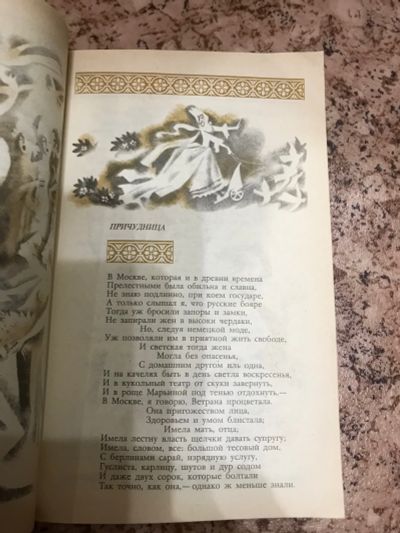 ПРИЧУДНИЦА
В Москве, которая и в древни времена
Прелестными была обильна и славна,
Не знаю подлинно, при коем государе,
А только слышал я, что русские бояре
Тогда уж бросили запоры и замки,
Не запирали жен в высоки чердаки,
Но, следуя немецкой моде,
Уж позволяли им в приятной жить свободе,
И светская тогда жена
Могла без опасенья,
С домашним другом иль одна,
И на качелях быть в день светла воскресенья,
И в кукольный театр от скуки завернуть,
И в роще Марьиной под тенью отдохнуть,—
В Москве, я говорю, Ветрана процветала.
Она пригожеством лица,
Здоровьем и умом блистала;
Имела мать, отца;
Имела лестну власть щелчки давать супругу;
Имела, словом, все: большой тесовый дом,
С берлинами сарай, изрядную услугу,
Гуслиста, карлицу, шутов и дур содом
И даже двух сорок, которые болтали
Так точно, как она,—однако ж меньше знали.